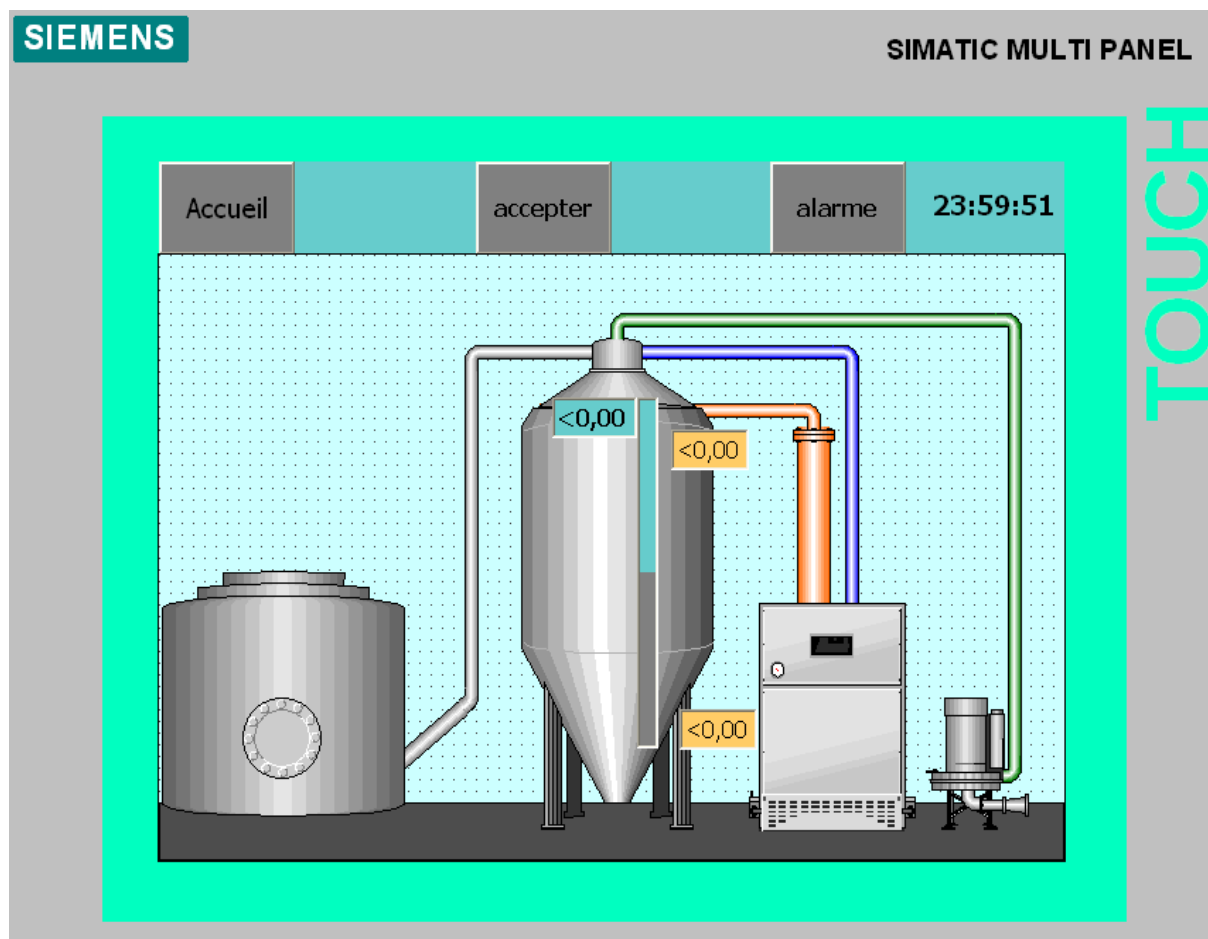 SIEMENS
SIMATIC MULTI PANEL
TOUCH
Accueil
accepter
alarme
23:59:51
<0,00
<0,00
<0,00